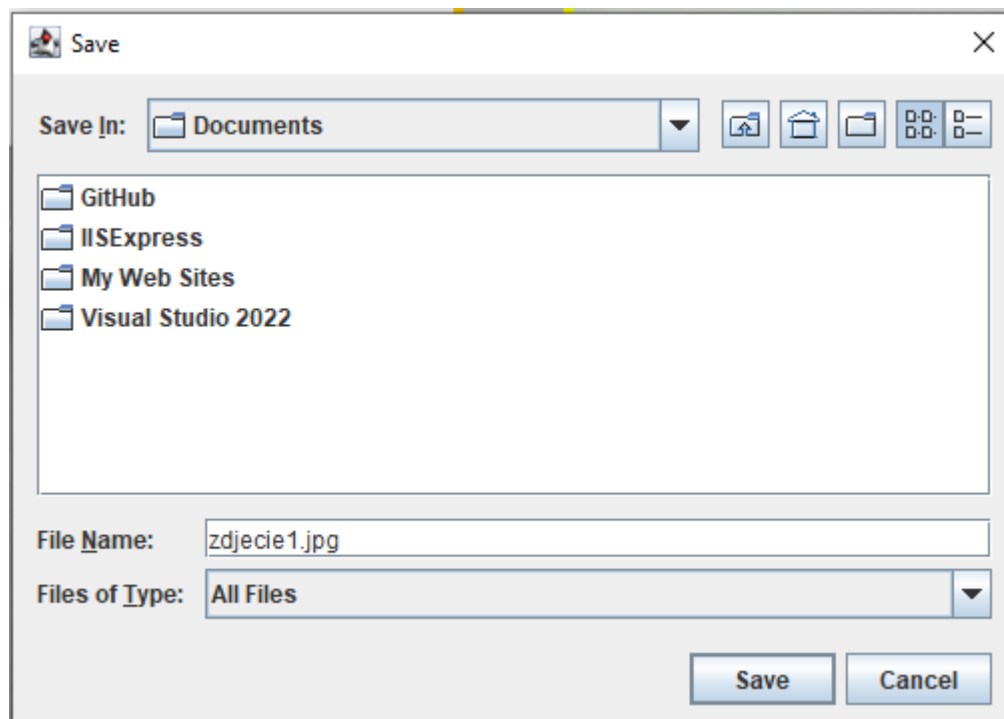 Save
Save In: Documents
GitHub
IISExpress
My Web Sites
Visual Studio 2022
File Name: zdjecie1.jpg
Files of Type: All Files
Save Cancel